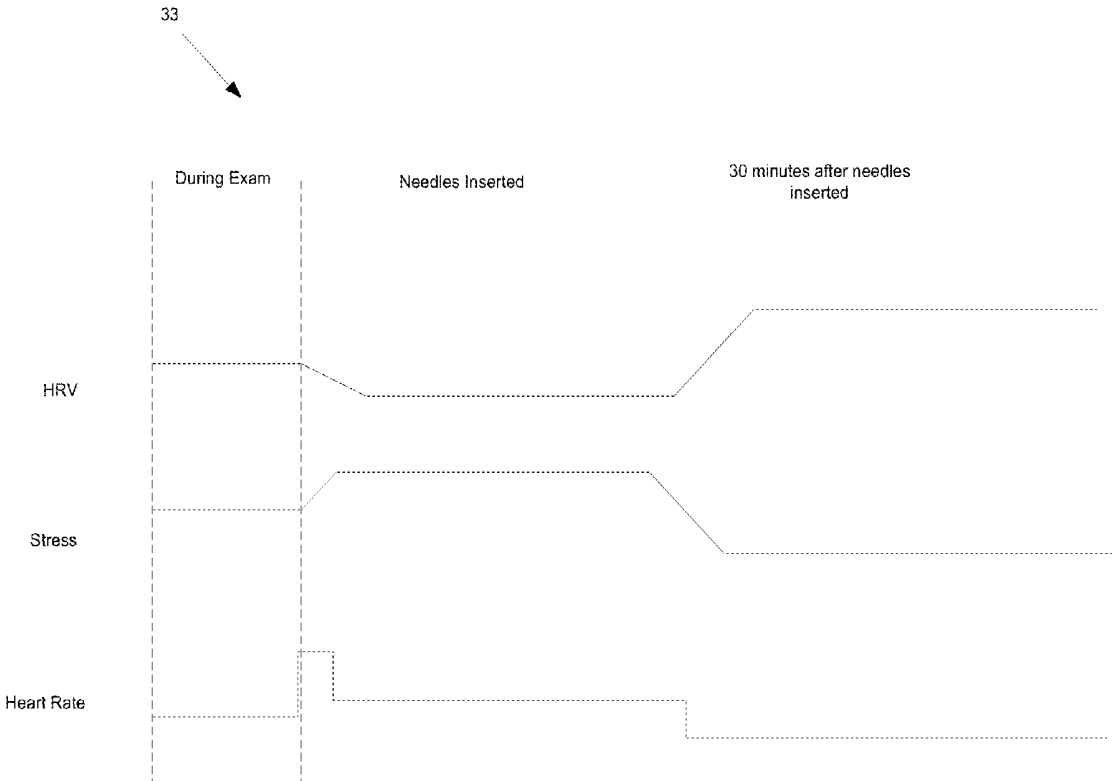 33
During Exam
Needles Inserted
30 minutes after needles
inserted
HRV
Stress
Heart Rate